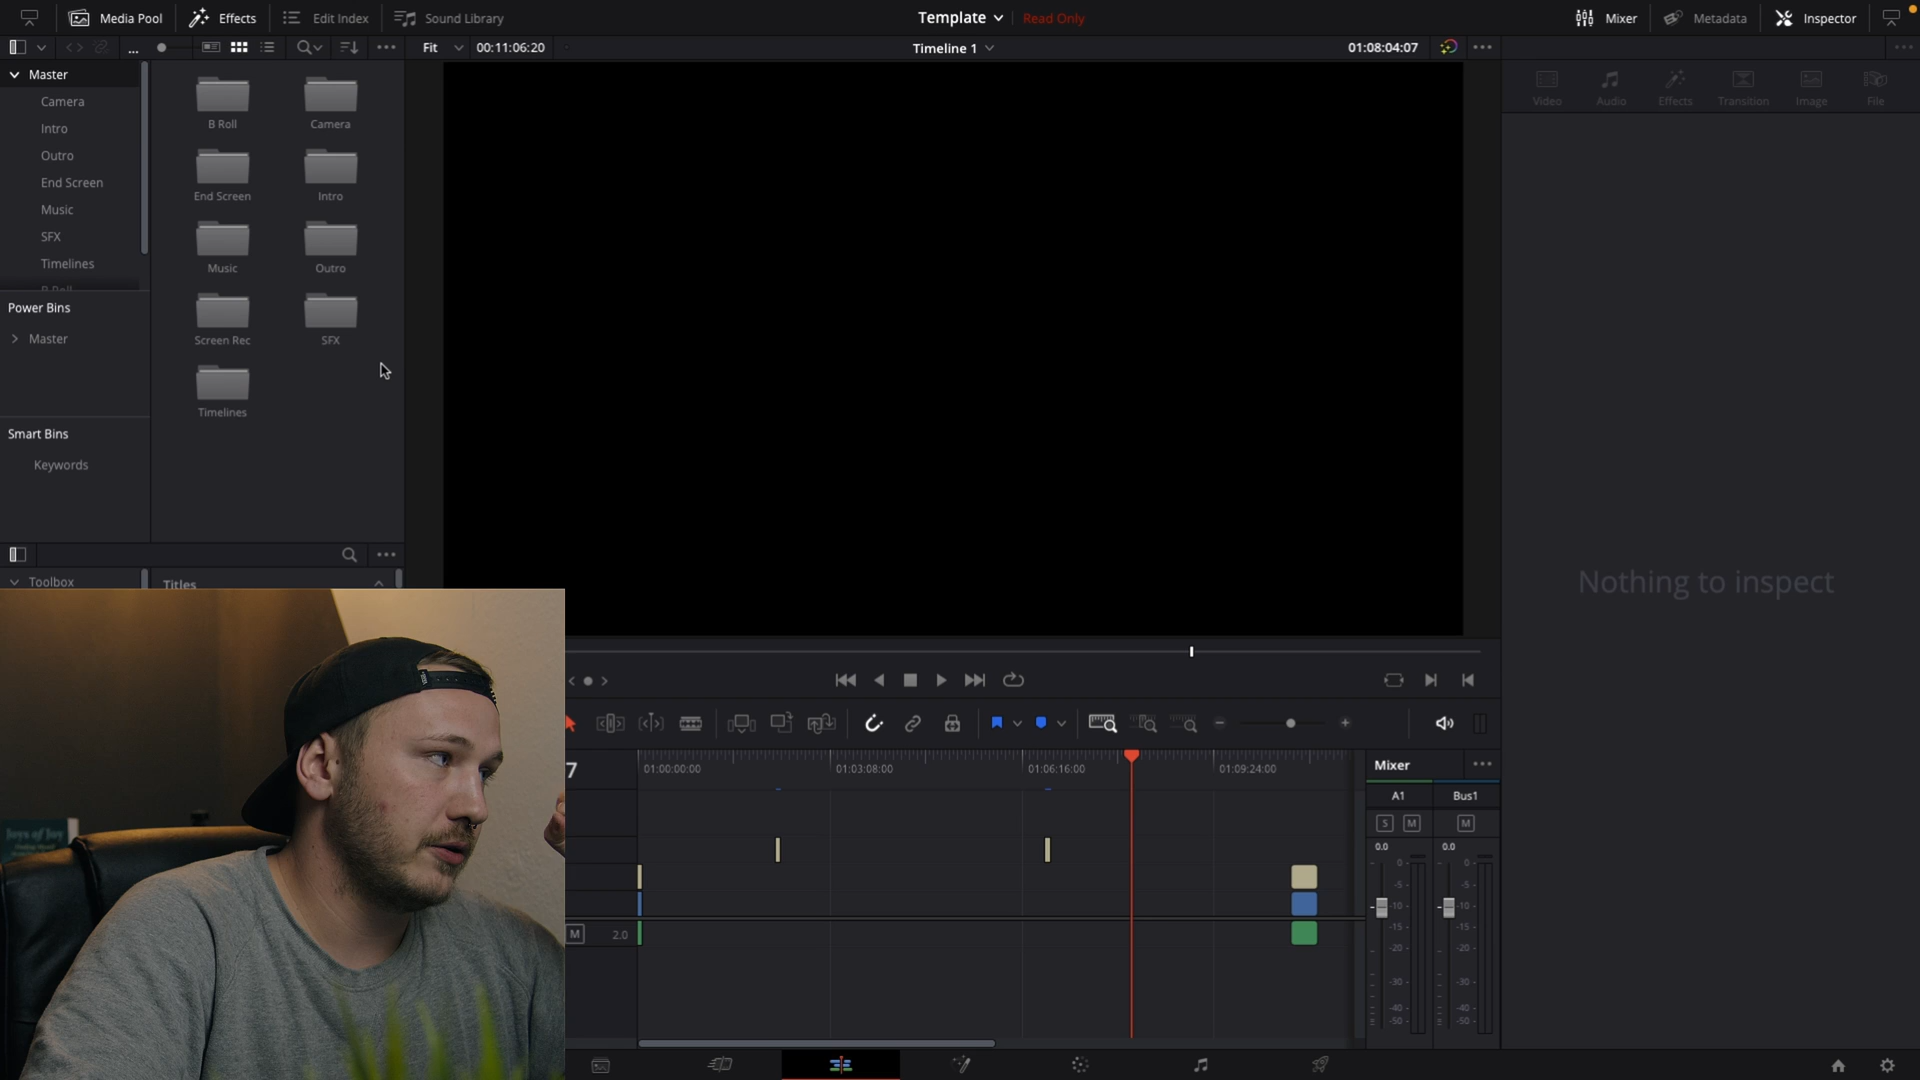 Media Pool Effects Edit Index Sound Library Template Read Only Mixer Metadata Inspector
... Fit 00:11:06:20 Timeline 1 01:08:04:07
Master
Camera
Intro
Outro
End Screen
Music
SFX
Timelines
B Roll
Power Bins
Master
Smart Bins
Keywords
B Roll Camera
End Screen Intro
Music Outro
Screen Rec SFX
Timelines
Video Audio Effects Transition Image File
Nothing to inspect
Toolbox Titles
7 01:00:00:00 01:03:08:00 01:06:16:00 01:09:24:00
M 2.0
Mixer
A1 Bus1
S M M
0.0 0.0
0 0
-5 -5
-10 -10
-15 -15
-20 -20
-30 -30
-40 -40
-50 -50
Joys of Joy